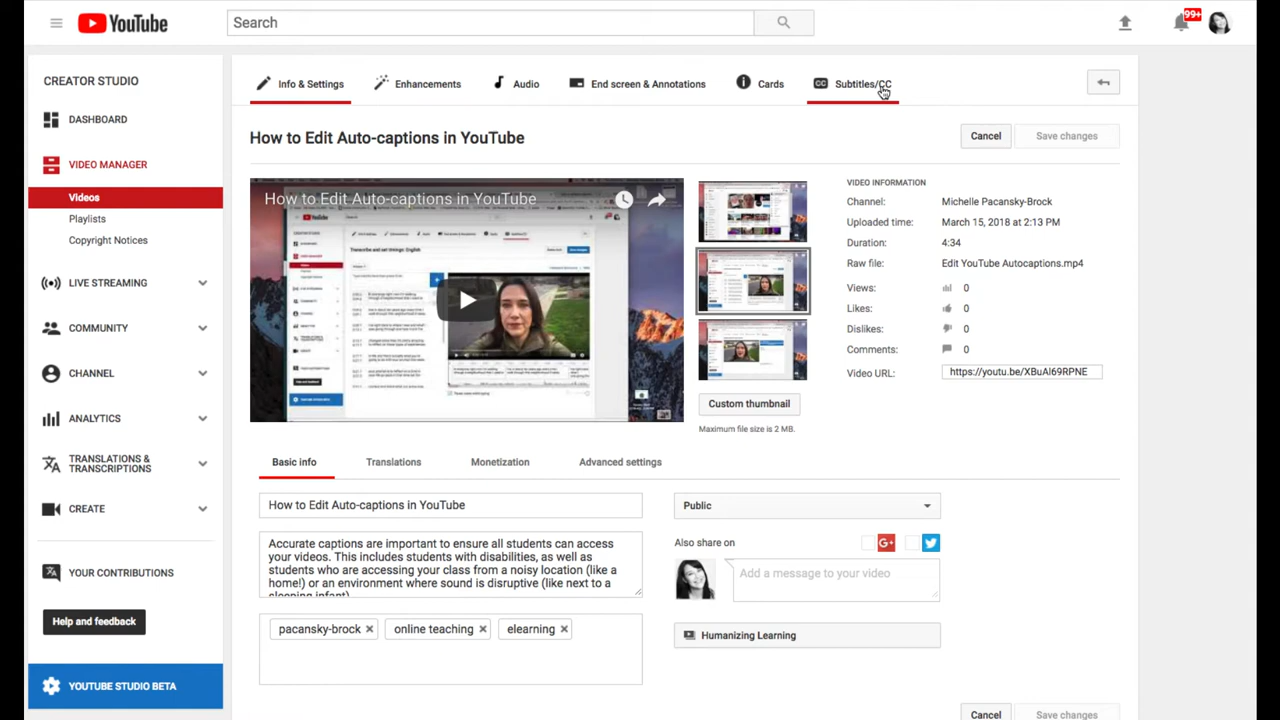 YouTube
Search
99+
CREATOR STUDIO
DASHBOARD
VIDEO MANAGER
Videos
Playlists
Copyright Notices
LIVE STREAMING
COMMUNITY
CHANNEL
ANALYTICS
TRANSLATIONS &
TRANSCRIPTIONS
CREATE
YOUR CONTRIBUTIONS
Help and feedback
YOUTUBE STUDIO BETA
Info & Settings
Enhancements
Audio
End screen & Annotations
Cards
CC Subtitles/CC
How to Edit Auto-captions in YouTube
Cancel
Save changes
How to Edit Auto-captions in YouTube
VIDEO INFORMATION
Channel: Michelle Pacansky-Brock
Uploaded time: March 15, 2018 at 2:13 PM
Duration: 4:34
Raw file: Edit YouTube Autocaptions.mp4
Views: 0
Likes: 0
Dislikes: 0
Comments: 0
Video URL: https://youtu.be/XBuAl69RPNE
Custom thumbnail
Maximum file size is 2 MB.
Basic info
Translations
Monetization
Advanced settings
How to Edit Auto-captions in YouTube
Accurate captions are important to ensure all students can access
your videos. This includes students with disabilities, as well as
students who are accessing your class from a noisy location (like a
home!) or an environment where sound is disruptive (like next to a
sleeping infant)
pacansky-brock
online teaching
elearning
Public
Also share on
G+
Add a message to your video
Humanizing Learning
Cancel
Save changes